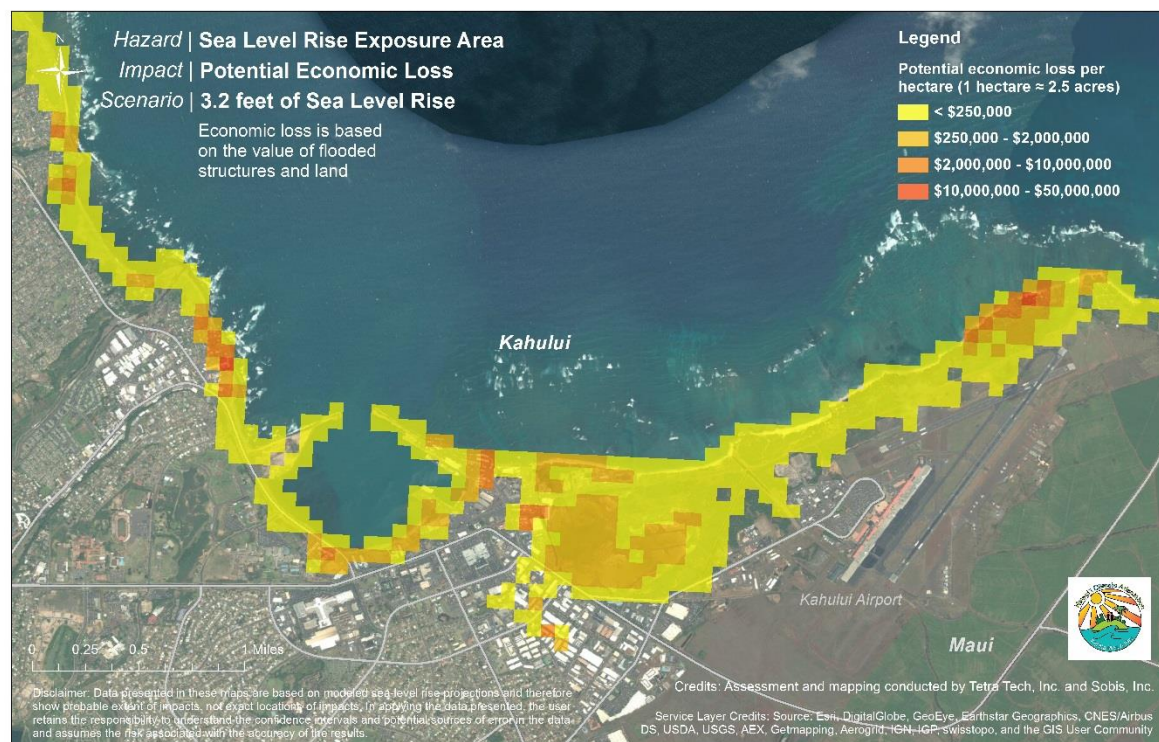 Hazard | Sea Level Rise Exposure Area
Impact | Potential Economic Loss
Scenario | 3.2 feet of Sea Level Rise
Economic loss is based
on the value of flooded
structures and land
N
Legend
Potential economic loss per
hectare (1 hectare ≈ 2.5 acres)
< $250,000
$250,000 - $2,000,000
$2,000,000 - $10,000,000
$10,000,000 - $50,000,000
Kahului
Kahului Airport
Maui
0 0.25 0.5 1 Miles
Disclaimer: Data presented in these maps are based on modeled sea-level rise projections and therefore
show probable extent of impacts, not exact locations of impacts. In applying the data presented, the user
retains the responsibility to understand the confidence intervals and potential sources of error in the data
and assumes the risk associated with the accuracy of the results.
Credits: Assessment and mapping conducted by Tetra Tech, Inc. and Sobis, Inc.
Service Layer Credits: Source: Esri, DigitalGlobe, GeoEye, Earthstar Geographics, CNES/Airbus
DS, USDA, USGS, AEX, Getmapping, Aerogrid, IGN, IGP, swisstopo, and the GIS User Community